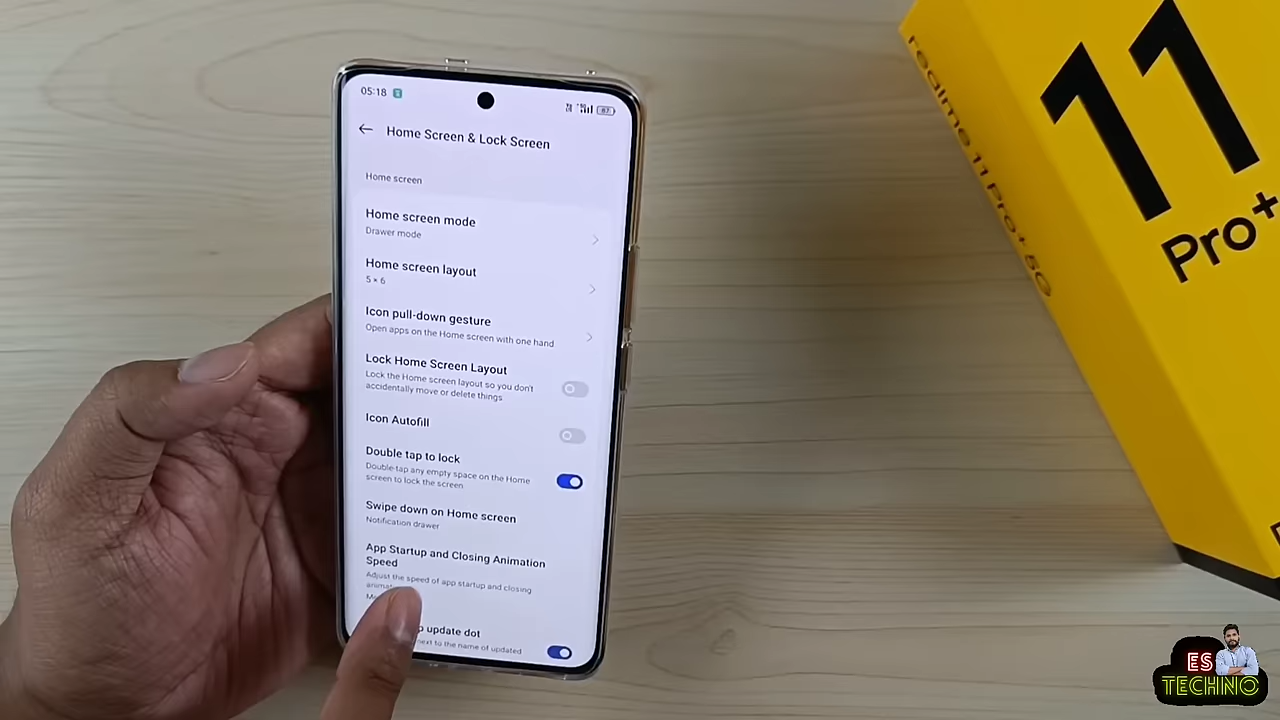 05:18
87
Home Screen & Lock Screen
Home screen
Home screen mode
Drawer mode
Home screen layout
5 × 6
Icon pull-down gesture
Open apps on the Home screen with one hand
Lock Home Screen Layout
Lock the Home screen layout so you don't
accidentally move or delete things
Icon Autofill
Double tap to lock
Double-tap any empty space on the Home
screen to lock the screen
Swipe down on Home screen
Notification drawer
App Startup and Closing Animation
Speed
Adjust the speed of app startup and closing
update dot
next to the name of updated
realme 11 Pro+ 5G
11
Pro+
ES
TECHNO